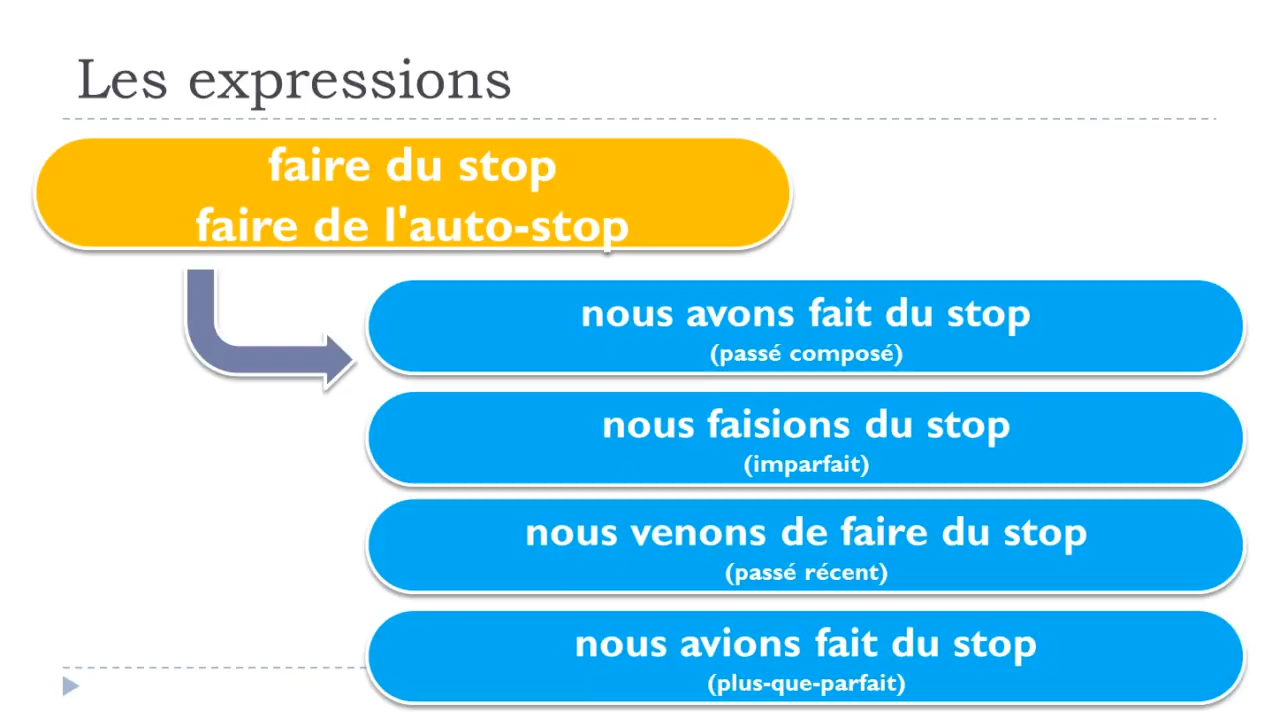 Les expressions
faire du stop
faire de l'auto-stop
nous avons fait du stop
(passé composé)
nous faisions du stop
(imparfait)
nous venons de faire du stop
(passé récent)
nous avions fait du stop
(plus-que-parfait)